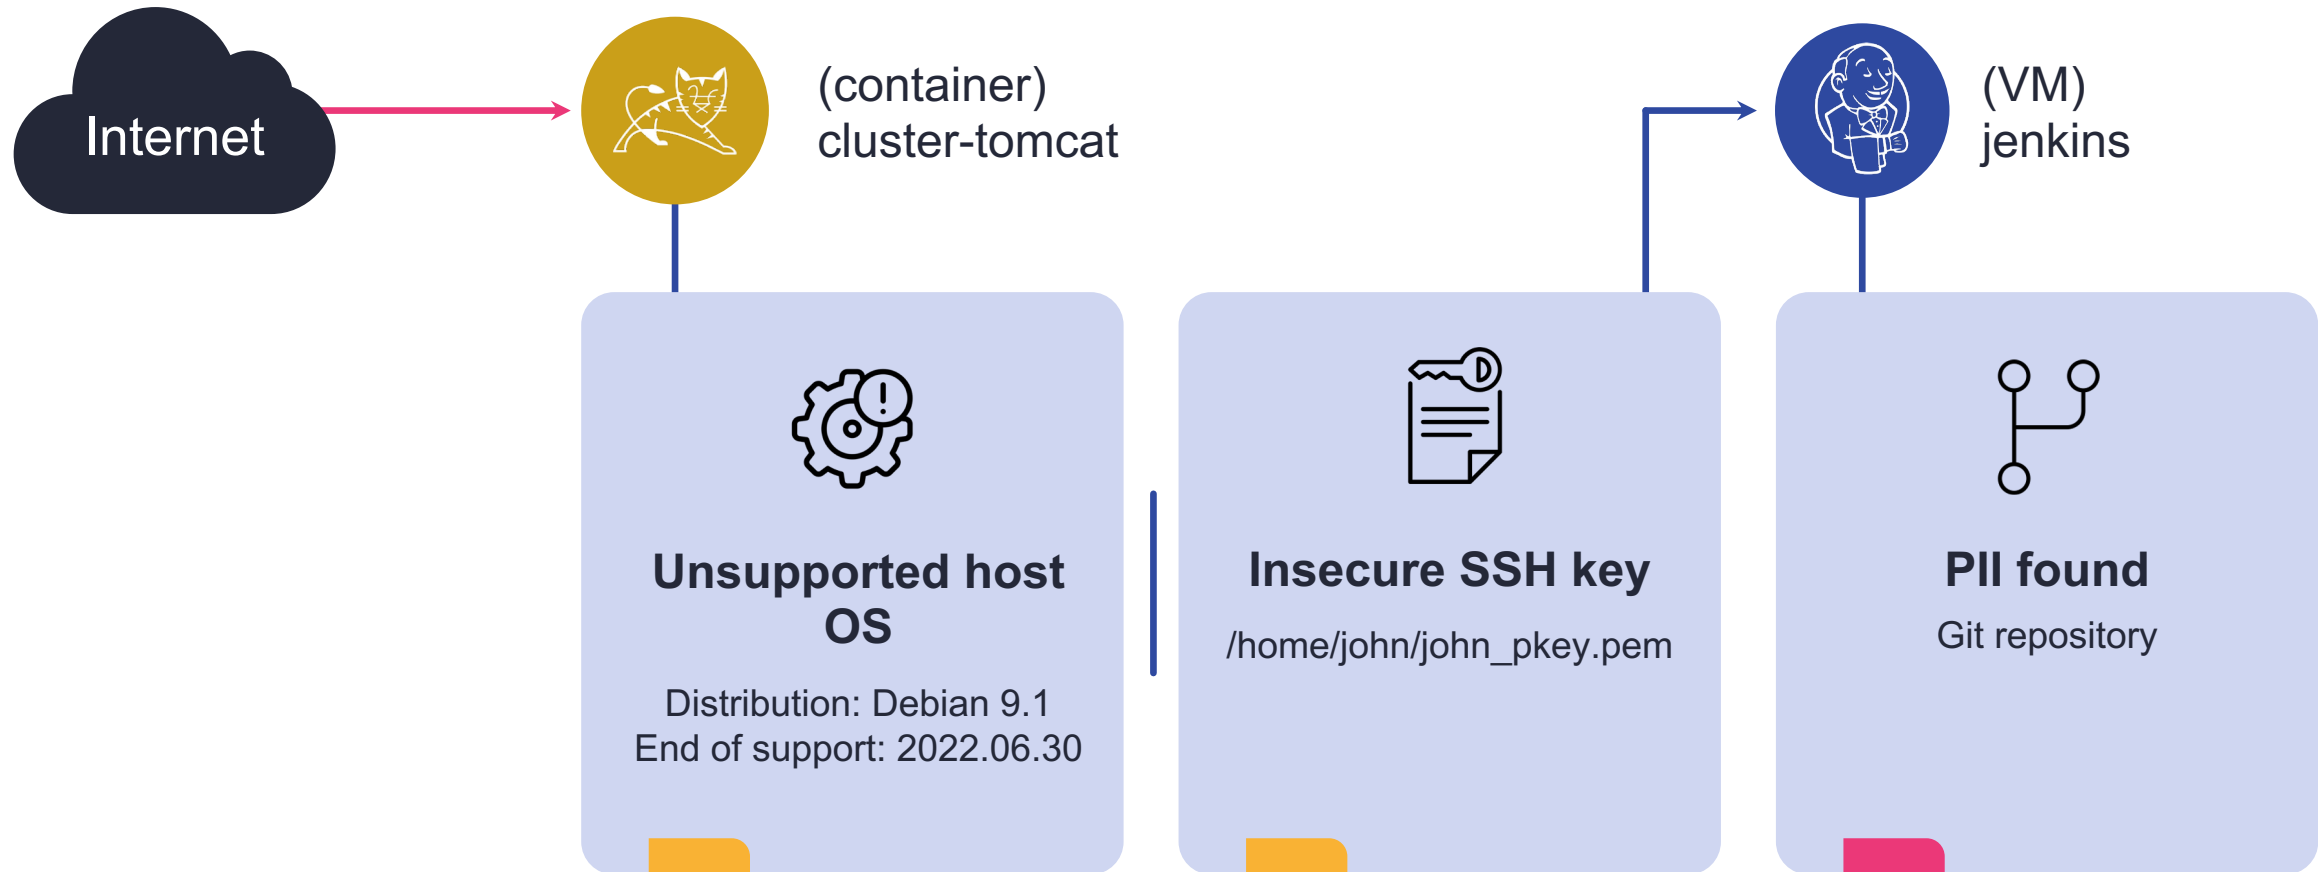 Internet
(container)
cluster-tomcat
(VM)
jenkins
Unsupported host
OS
Distribution: Debian 9.1
End of support: 2022.06.30
Insecure SSH key
/home/john/john_pkey.pem
PII found
Git repository